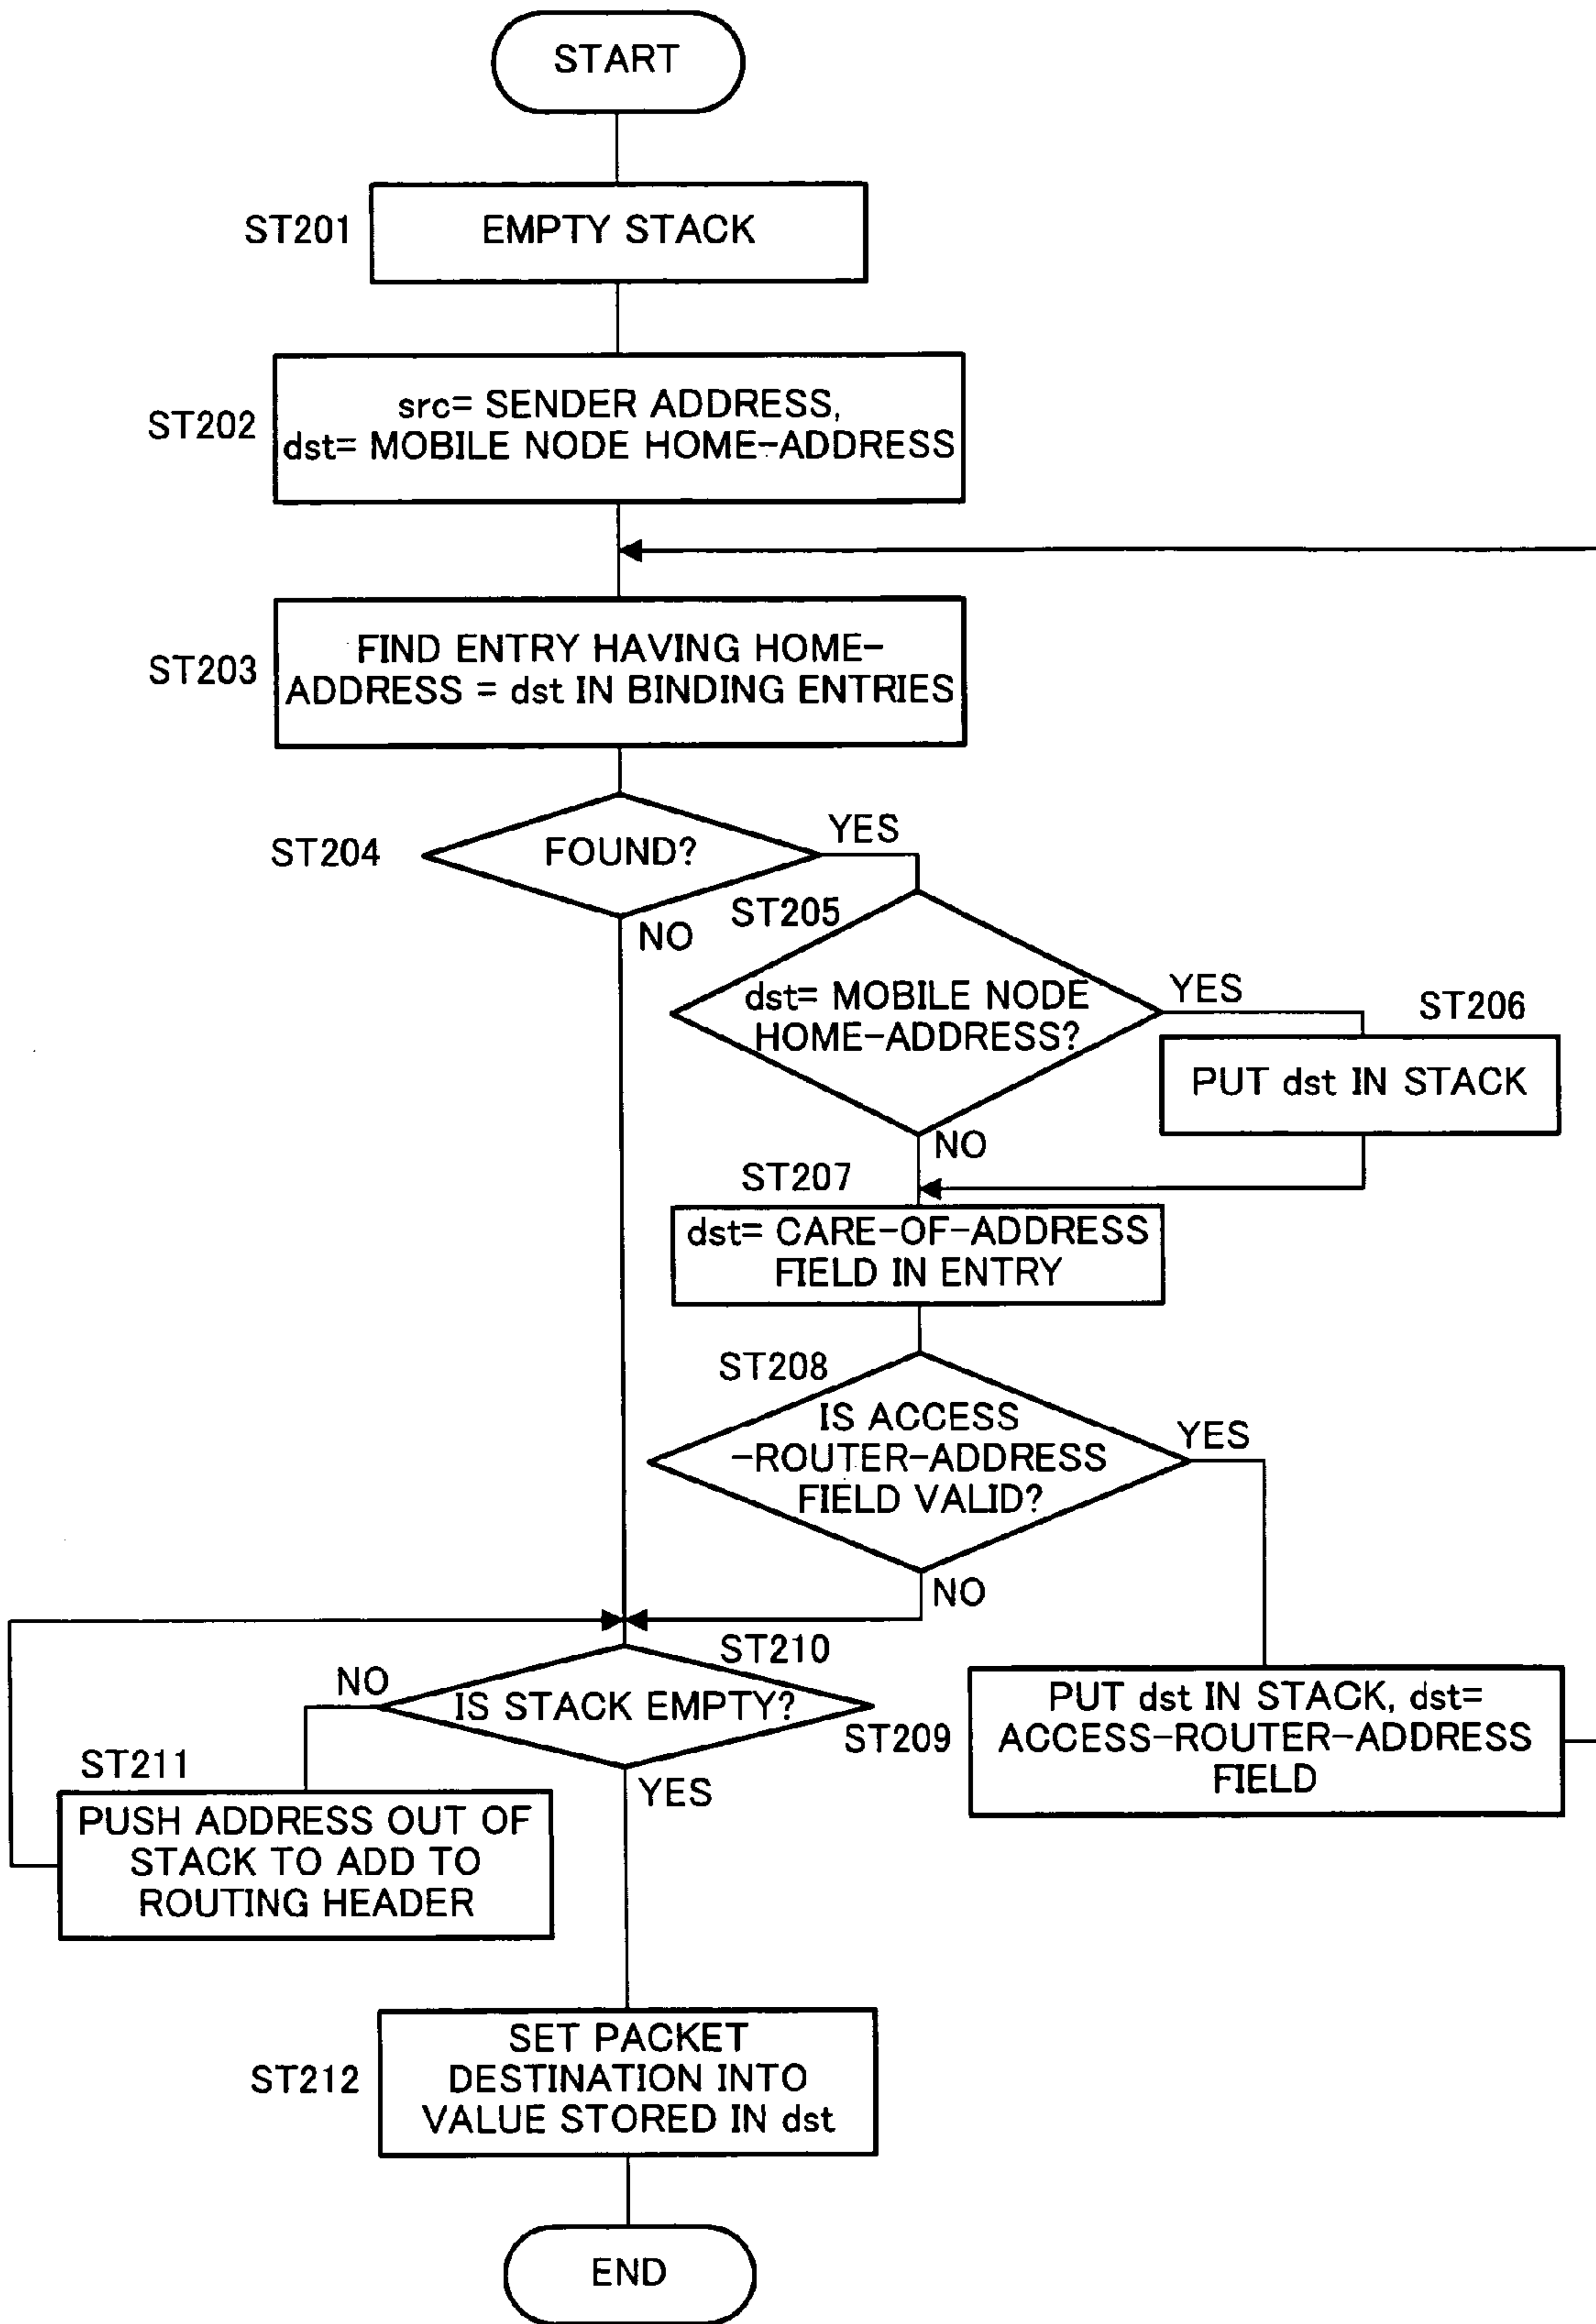 START
ST201
EMPTY STACK
ST202
src= SENDER ADDRESS,
dst= MOBILE NODE HOME-ADDRESS
ST203
FIND ENTRY HAVING HOME-
ADDRESS = dst IN BINDING ENTRIES
ST204
FOUND?
YES
NO
ST205
dst= MOBILE NODE
HOME-ADDRESS?
YES
NO
ST206
PUT dst IN STACK
ST207
dst= CARE-OF-ADDRESS
FIELD IN ENTRY
ST208
IS ACCESS
-ROUTER-ADDRESS
FIELD VALID?
YES
NO
ST210
NO
IS STACK EMPTY?
YES
ST209
PUT dst IN STACK, dst=
ACCESS-ROUTER-ADDRESS
FIELD
ST211
PUSH ADDRESS OUT OF
STACK TO ADD TO
ROUTING HEADER
ST212
SET PACKET
DESTINATION INTO
VALUE STORED IN dst
END